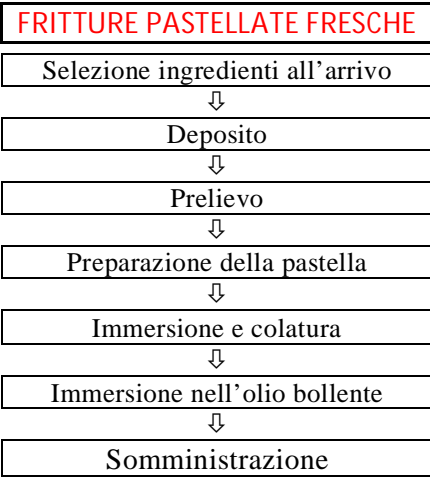 FRITTURE PASTELLATE FRESCHE
Selezione ingredienti all’arrivo
⇩
Deposito
⇩
Prelievo
⇩
Preparazione della pastella
⇩
Immersione e colatura
⇩
Immersione nell’olio bollente
⇩
Somministrazione